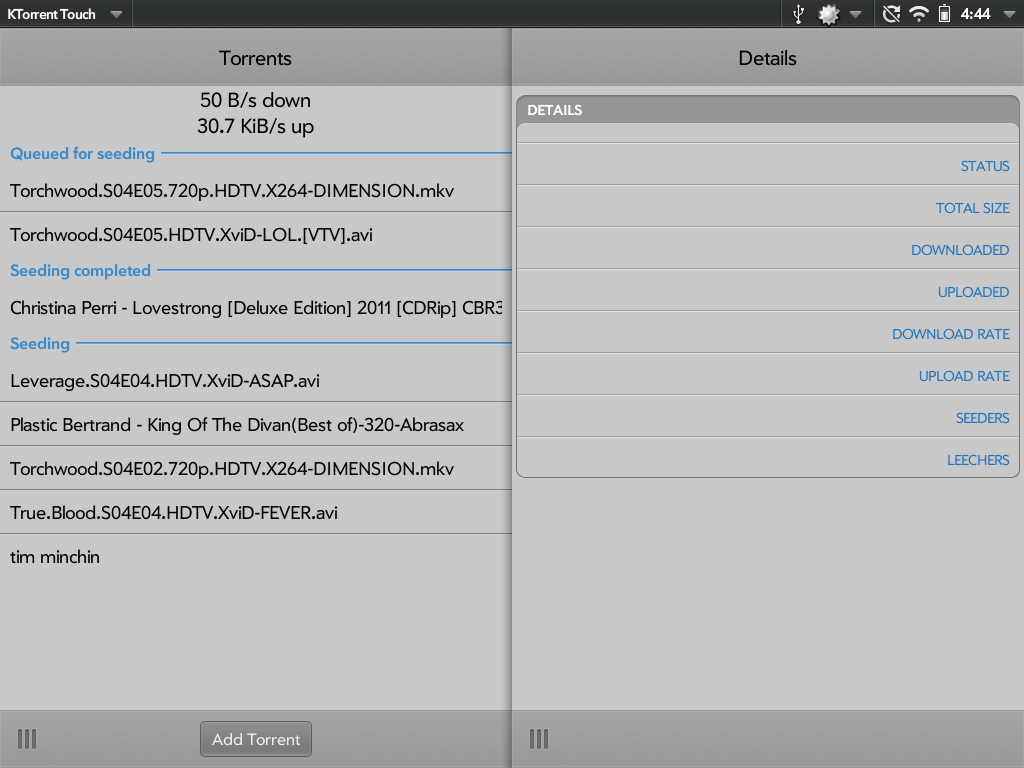 KTorrent Touch
4:44
Torrents
50 B/s down
30.7 KiB/s up
Queued for seeding
Torchwood.S04E05.720p.HDTV.X264-DIMENSION.mkv
Torchwood.S04E05.HDTV.XviD-LOL.[VTV].avi
Seeding completed
Christina Perri - Lovestrong [Deluxe Edition] 2011 [CDRip] CBR3
Seeding
Leverage.S04E04.HDTV.XviD-ASAP.avi
Plastic Bertrand - King Of The Divan(Best of)-320-Abrasax
Torchwood.S04E02.720p.HDTV.X264-DIMENSION.mkv
True.Blood.S04E04.HDTV.XviD-FEVER.avi
tim minchin
Add Torrent
Details
DETAILS
STATUS
TOTAL SIZE
DOWNLOADED
UPLOADED
DOWNLOAD RATE
UPLOAD RATE
SEEDERS
LEECHERS